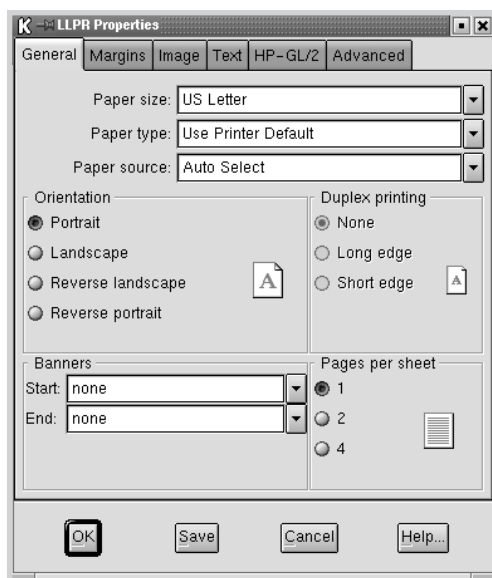 K LLPR Properties
General Margins Image Text HP-GL/2 Advanced
Paper size: US Letter
Paper type: Use Printer Default
Paper source: Auto Select
Orientation
Portrait
Landscape
Reverse landscape
Reverse portrait
A
Duplex printing
None
Long edge
Short edge
A
Banners
Start: none
End: none
Pages per sheet
1
2
4
OK Save Cancel Help...